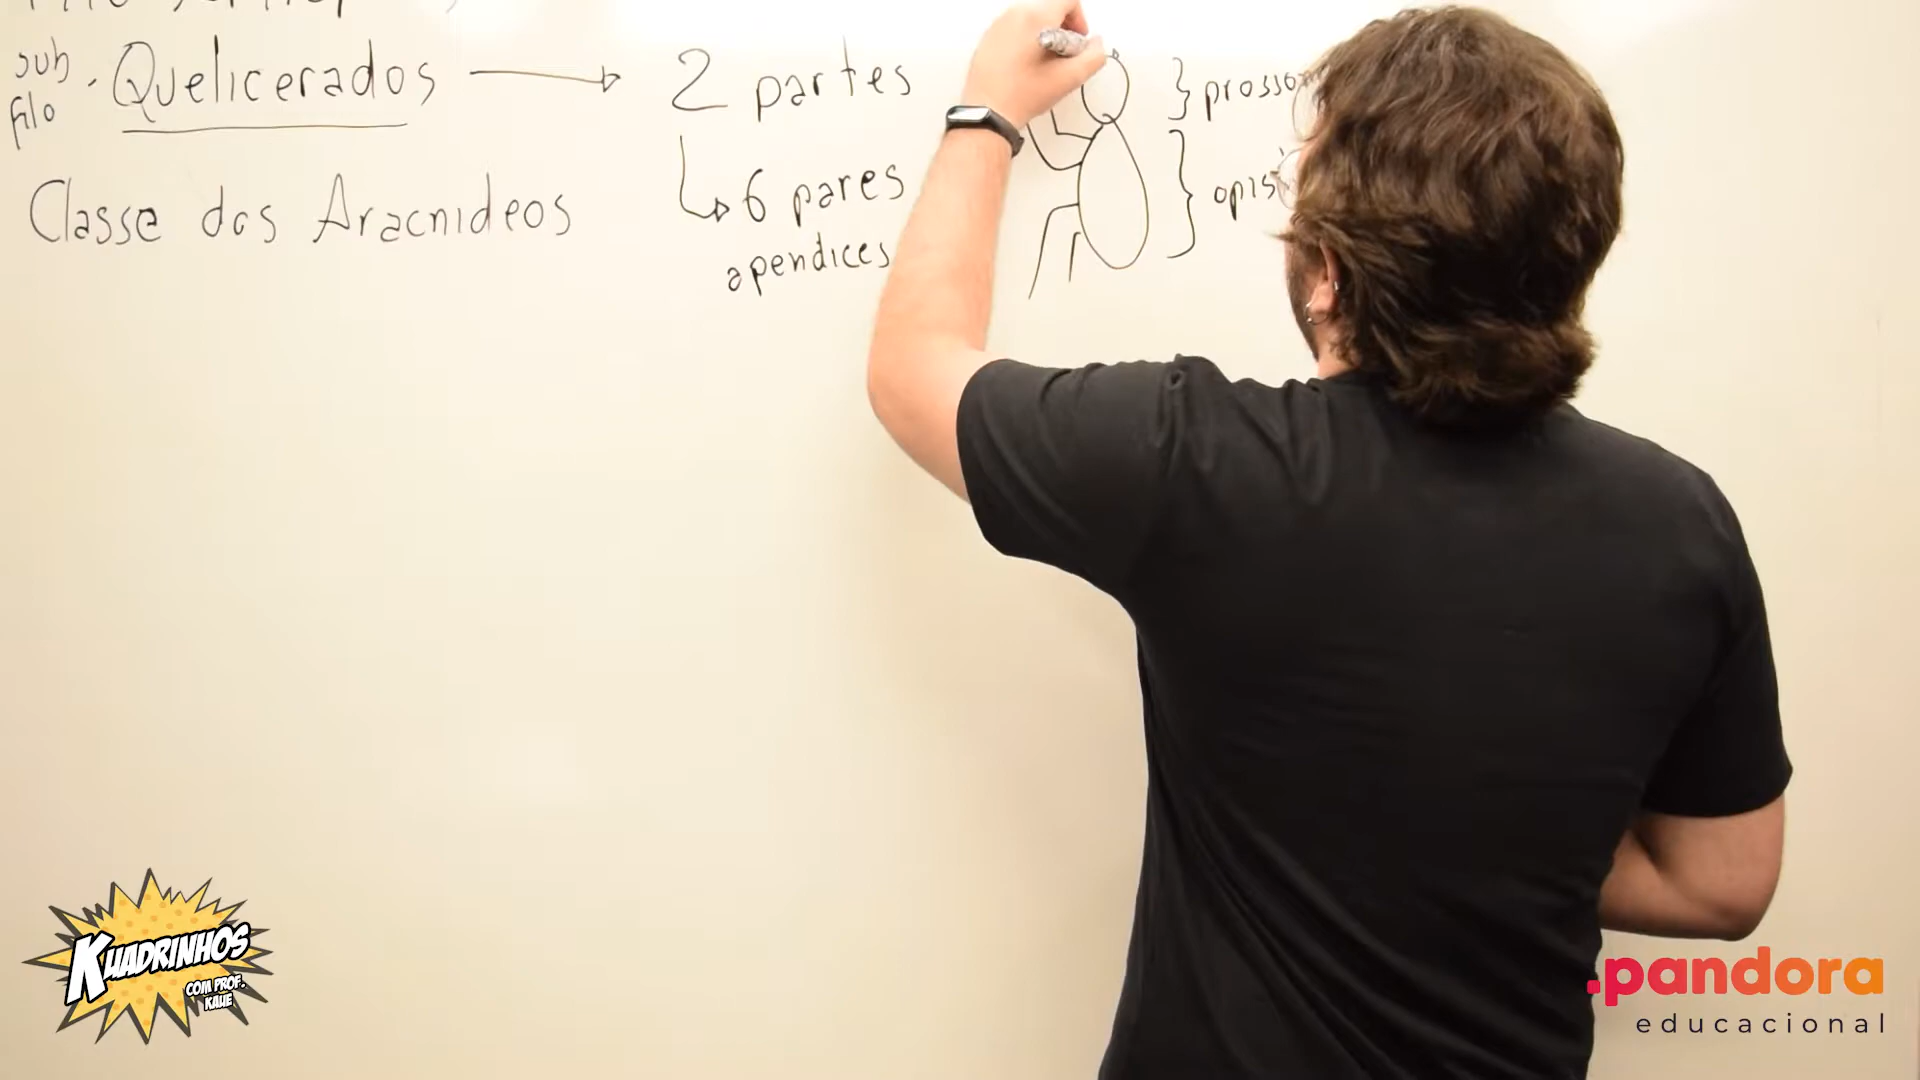 sub filo . Quelicerados → 2 partes } prosso
Classe dos Aracnideos ↳ 6 pares } opis
apendices
KUADRINHOS
COM PROF.
KAUE
.pandora
educacional